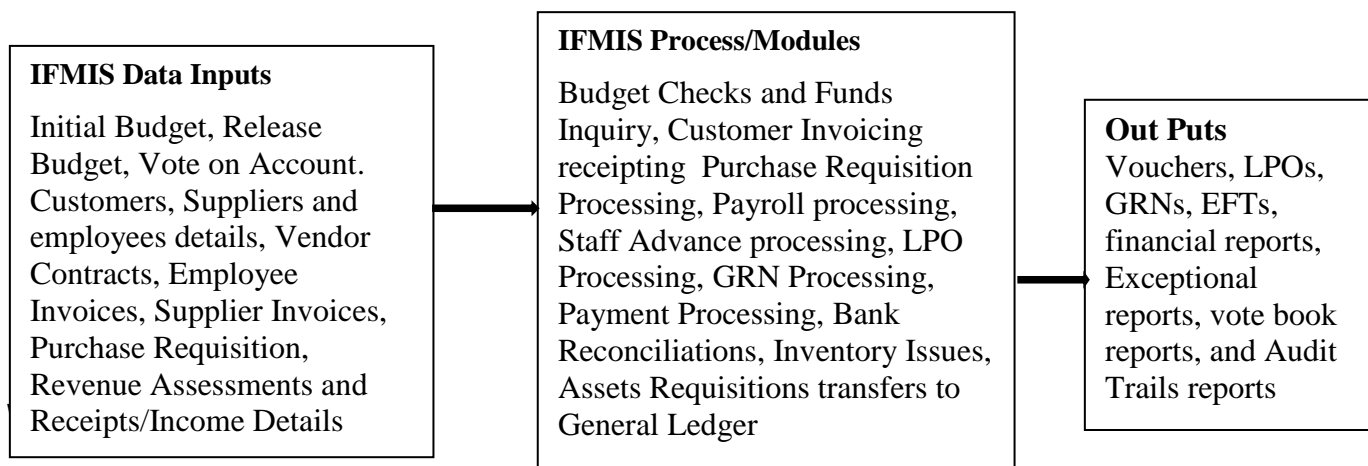 IFMIS Data Inputs
Initial Budget, Release
Budget, Vote on Account.
Customers, Suppliers and
employees details, Vendor
Contracts, Employee
Invoices, Supplier Invoices,
Purchase Requisition,
Revenue Assessments and
Receipts/Income Details
IFMIS Process/Modules
Budget Checks and Funds
Inquiry, Customer Invoicing
receipting Purchase Requisition
Processing, Payroll processing,
Staff Advance processing, LPO
Processing, GRN Processing,
Payment Processing, Bank
Reconciliations, Inventory Issues,
Assets Requisitions transfers to
General Ledger
Out Puts
Vouchers, LPOs,
GRNs, EFTs,
financial reports,
Exceptional
reports, vote book
reports, and Audit
Trails reports